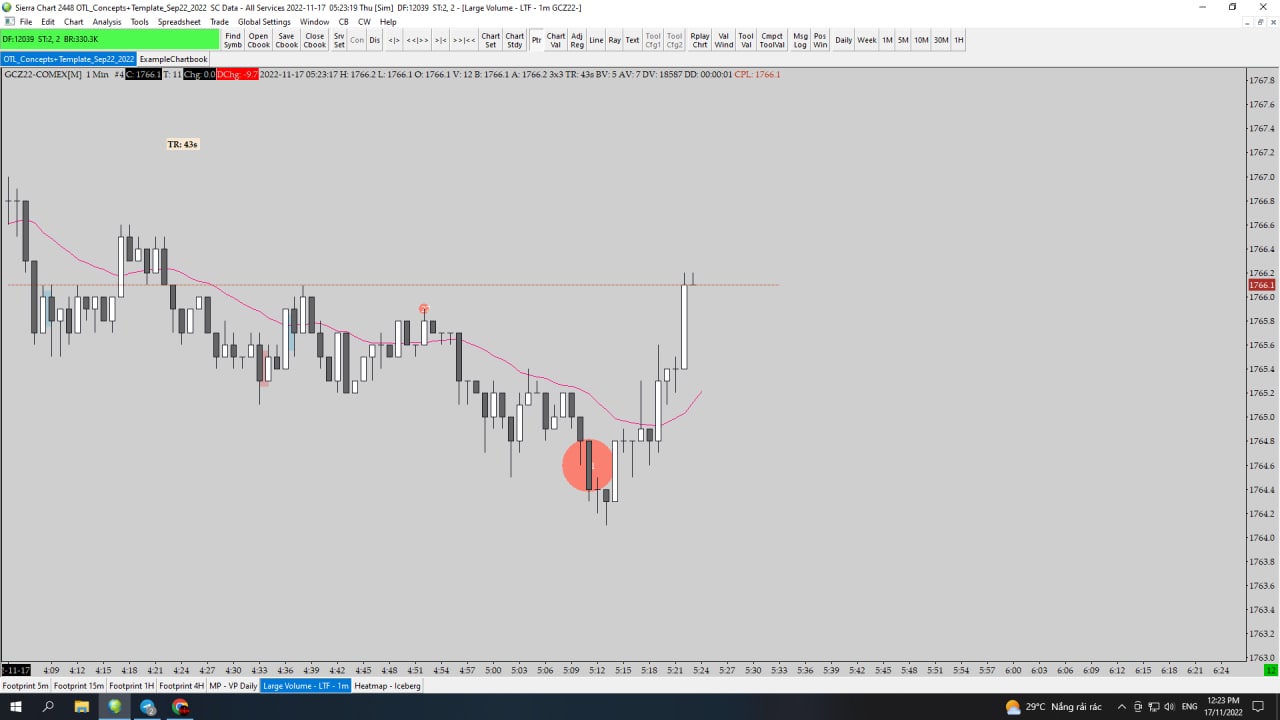 Sierra Chart 2448 OTL_Concepts+Template_Sep22_2022 SC Data - All Services 2022-11-17 05:23:19 Thu [Sim] DF:12039 ST:2, 2 - [Large Volume - LTF - 1m GCZ22-]
File Edit Chart Analysis Tools Spreadsheet Trade Global Settings Window CB CW Help
DF:12039 ST:2, 2 BR:330.3K
Find Symb Open Cbook Save Cbook Close Cbook Srv Set Con Dis <|> <<|>> >|< >>|<< Chart Set Chart Stdy Ptr Chart Val Adj Reg Line Ray Text Tool Cfg1 Tool Cfg2 Rplay Chrt Val Wind Tool Val Cmpct ToolVal Msg Log Pos Win Daily Week 1M 5M 10M 30M 1H
OTL_Concepts+Template_Sep22_2022 ExampleChartbook
GCZ22-COMEX[M] 1 Min #4 C: 1766.1 T: 11 Chg: 0.0 DChg: -9.7 2022-11-17 05:23:17 H: 1766.2 L: 1766.1 O: 1766.1 V: 12 B: 1766.1 A: 1766.2 3x3 TR: 43s BV: 5 AV: 7 DV: 18587 DD: 00:00:01 CPL: 1766.1
TR: 43s
1767.8
1767.6
1767.4
1767.2
1767.0
1766.8
1766.6
1766.4
1766.2
1766.1
1766.0
1765.8
1765.6
1765.4
1765.2
1765.0
1764.8
1764.6
1764.4
1764.2
1764.0
1763.8
1763.6
1763.4
1763.2
1763.0
-11-17 4:09 4:12 4:15 4:18 4:21 4:24 4:27 4:30 4:33 4:36 4:39 4:42 4:45 4:48 4:51 4:54 4:57 5:00 5:03 5:06 5:09 5:12 5:15 5:18 5:21 5:24 5:27 5:30 5:33 5:36 5:39 5:42 5:45 5:48 5:51 5:54 5:57 6:00 6:03 6:06 6:09 6:12 6:15 6:18 6:21 6:24 12
Footprint 5m Footprint 15m Footprint 1H Footprint 4H MP - VP Daily Large Volume - LTF - 1m Heatmap - Iceberg
29°C Nắng rải rác ENG 12:23 PM
17/11/2022